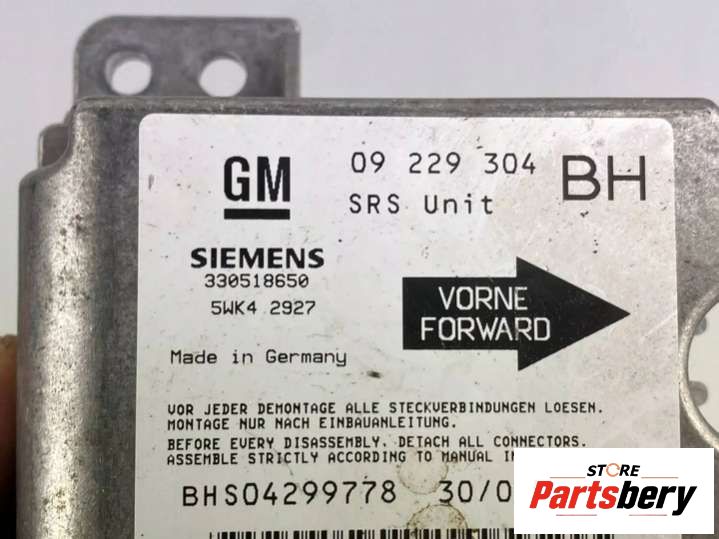 GM
09 229 304
BH
SRS Unit
SIEMENS
330518650
5WK4 2927
VORNE
FORWARD
Made in Germany
VOR JEDER DEMONTAGE ALLE STECKVERBINDUNGEN LOESEN.
MONTAGE NUR NACH EINBAUANLEITUNG.
BEFORE EVERY DISASSEMBLY, DETACH ALL CONNECTORS.
ASSEMBLE STRICTLY ACCORDING TO MANUAL
BHS04299778 30/0
STORE
Partsbery